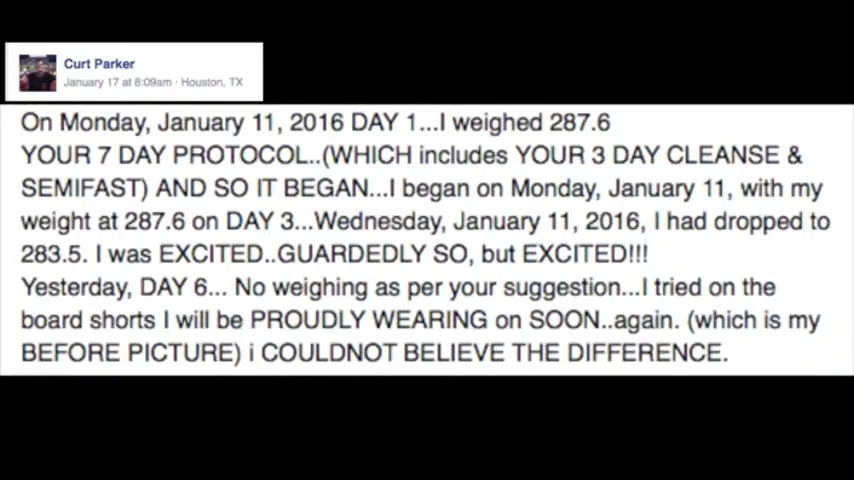 Curt Parker
January 17 at 8:09am · Houston, TX
On Monday, January 11, 2016 DAY 1...I weighed 287.6
YOUR 7 DAY PROTOCOL..(WHICH includes YOUR 3 DAY CLEANSE &
SEMIFAST) AND SO IT BEGAN...I began on Monday, January 11, with my
weight at 287.6 on DAY 3...Wednesday, January 11, 2016, I had dropped to
283.5. I was EXCITED..GUARDEDLY SO, but EXCITED!!!
Yesterday, DAY 6... No weighing as per your suggestion...I tried on the
board shorts I will be PROUDLY WEARING on SOON..again. (which is my
BEFORE PICTURE) i COULDNOT BELIEVE THE DIFFERENCE.